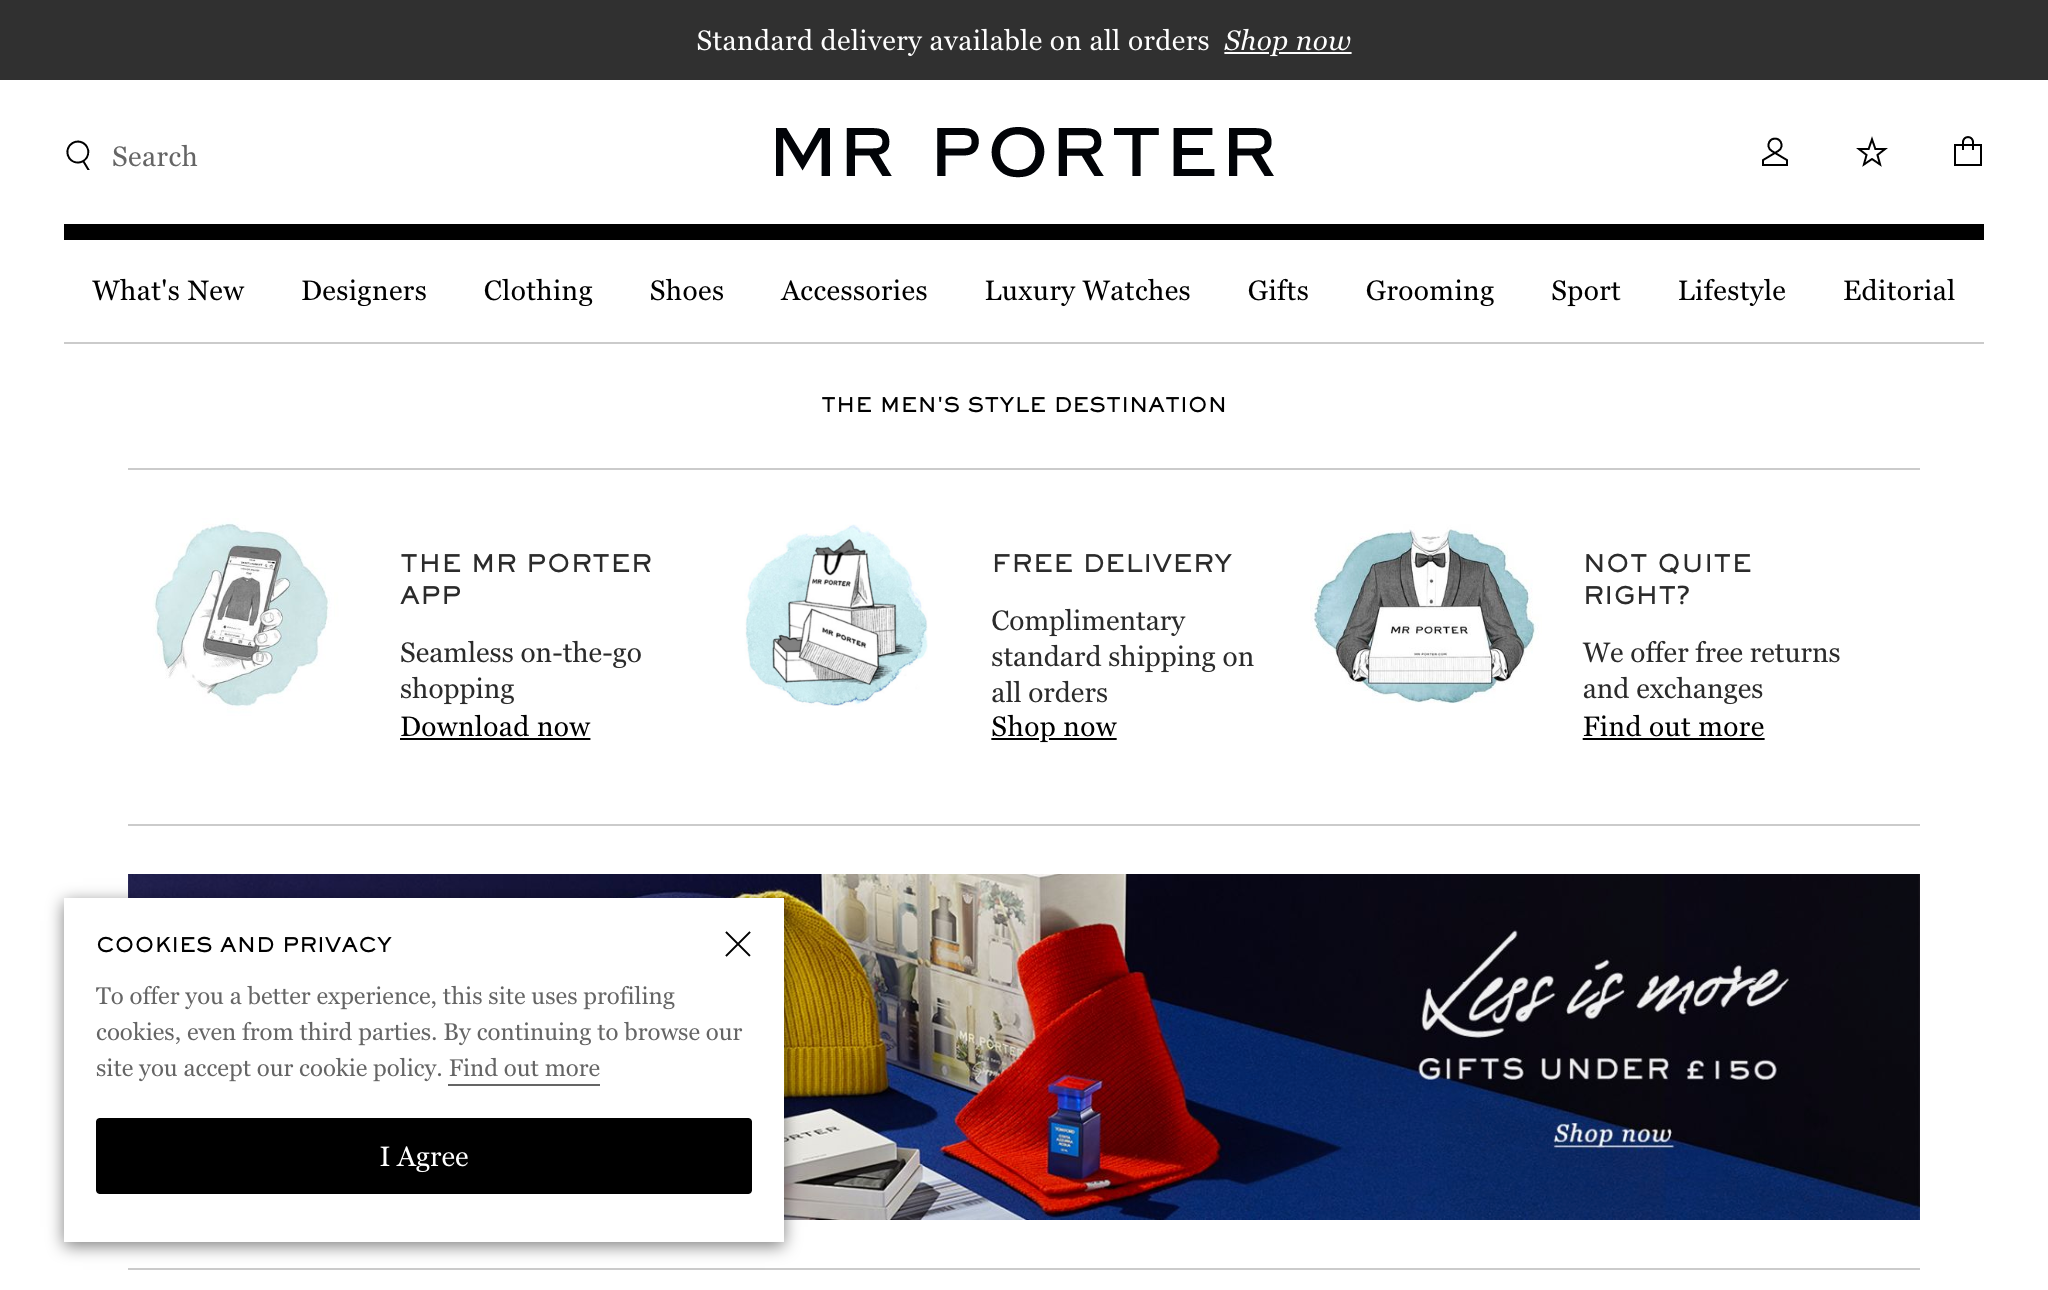 Standard delivery available on all orders Shop now
Search
MR PORTER
What's New Designers Clothing Shoes Accessories Luxury Watches Gifts Grooming Sport Lifestyle Editorial
THE MEN'S STYLE DESTINATION
THE MR PORTER
APP
Seamless on-the-go
shopping
Download now
MR PORTER
MR PORTER
FREE DELIVERY
Complimentary
standard shipping on
all orders
Shop now
MR PORTER
MR PORTER.COM
NOT QUITE
RIGHT?
We offer free returns
and exchanges
Find out more
COOKIES AND PRIVACY
To offer you a better experience, this site uses profiling
cookies, even from third parties. By continuing to browse our
site you accept our cookie policy. Find out more
I Agree
MR PORTER
TOM FORD
Less is more
GIFTS UNDER £150
Shop now